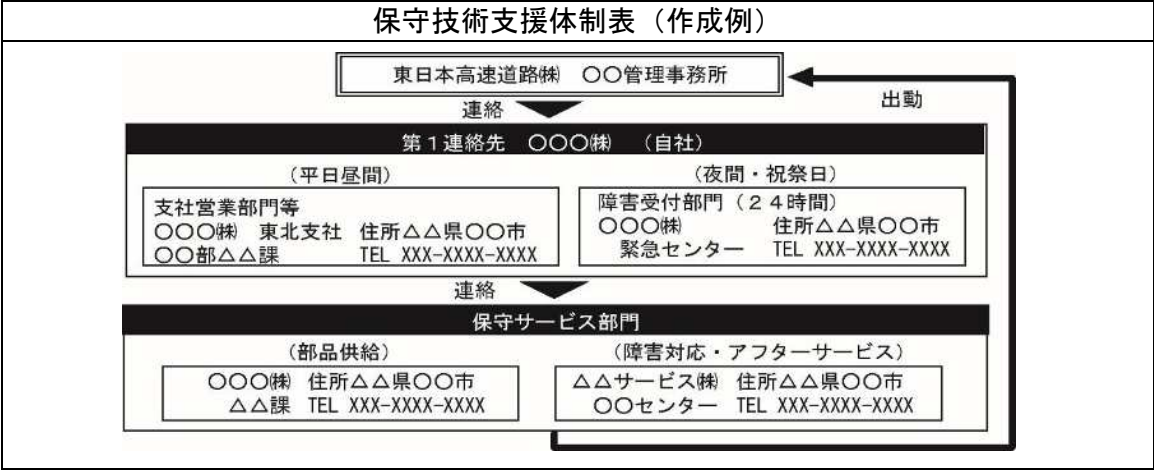 保守技術支援体制表（作成例）
東日本高速道路㈱　〇〇管理事務所
出動
連絡
第１連絡先　〇〇〇㈱　（自社）
（平日昼間）
支社営業部門等
〇〇〇㈱　東北支社　住所△△県〇〇市
〇〇部△△課　TEL XXX-XXXX-XXXX
（夜間・祝祭日）
障害受付部門（２４時間）
〇〇〇㈱　住所△△県〇〇市
緊急センター　TEL XXX-XXXX-XXXX
連絡
保守サービス部門
（部品供給）
〇〇〇㈱　住所△△県〇〇市
△△課　TEL XXX-XXXX-XXXX
（障害対応・アフターサービス）
△△サービス㈱　住所△△県〇〇市
〇〇センター　TEL XXX-XXXX-XXXX